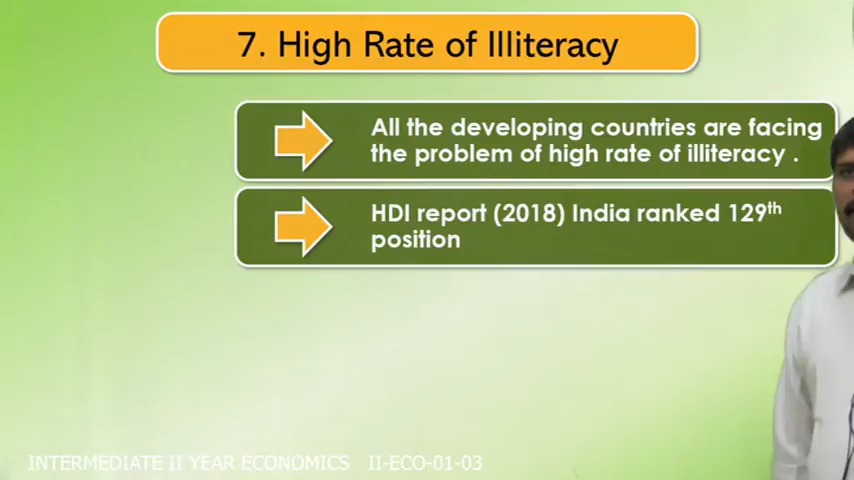 7. High Rate of Illiteracy
All the developing countries are facing
the problem of high rate of illiteracy .
HDI report (2018) India ranked 129th
position
INTERMEDIATE II YEAR ECONOMICS II-ECO-01-03